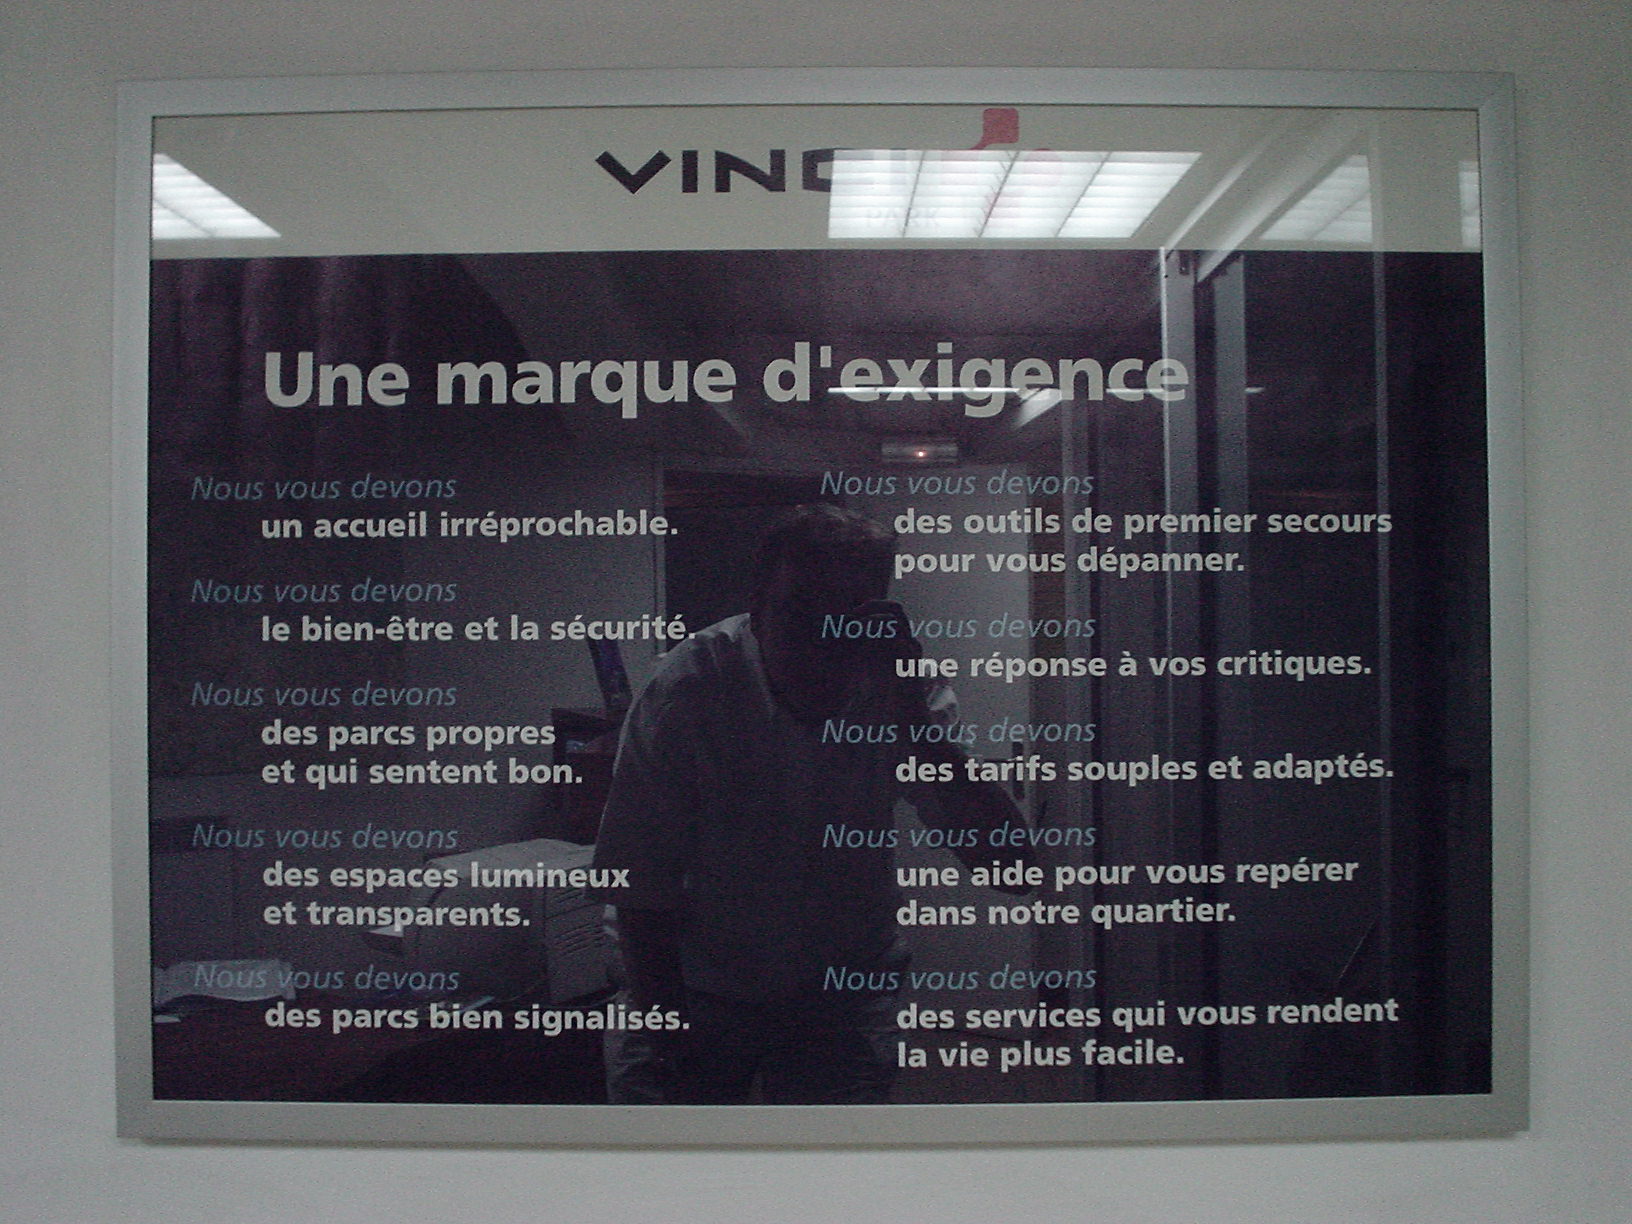 VINCI
PARK
Une marque d'exigence
Nous vous devons
un accueil irréprochable.
Nous vous devons
le bien-être et la sécurité.
Nous vous devons
des parcs propres
et qui sentent bon.
Nous vous devons
des espaces lumineux
et transparents.
Nous vous devons
des parcs bien signalisés.
Nous vous devons
des outils de premier secours
pour vous dépanner.
Nous vous devons
une réponse à vos critiques.
Nous vous devons
des tarifs souples et adaptés.
Nous vous devons
une aide pour vous repérer
dans notre quartier.
Nous vous devons
des services qui vous rendent
la vie plus facile.